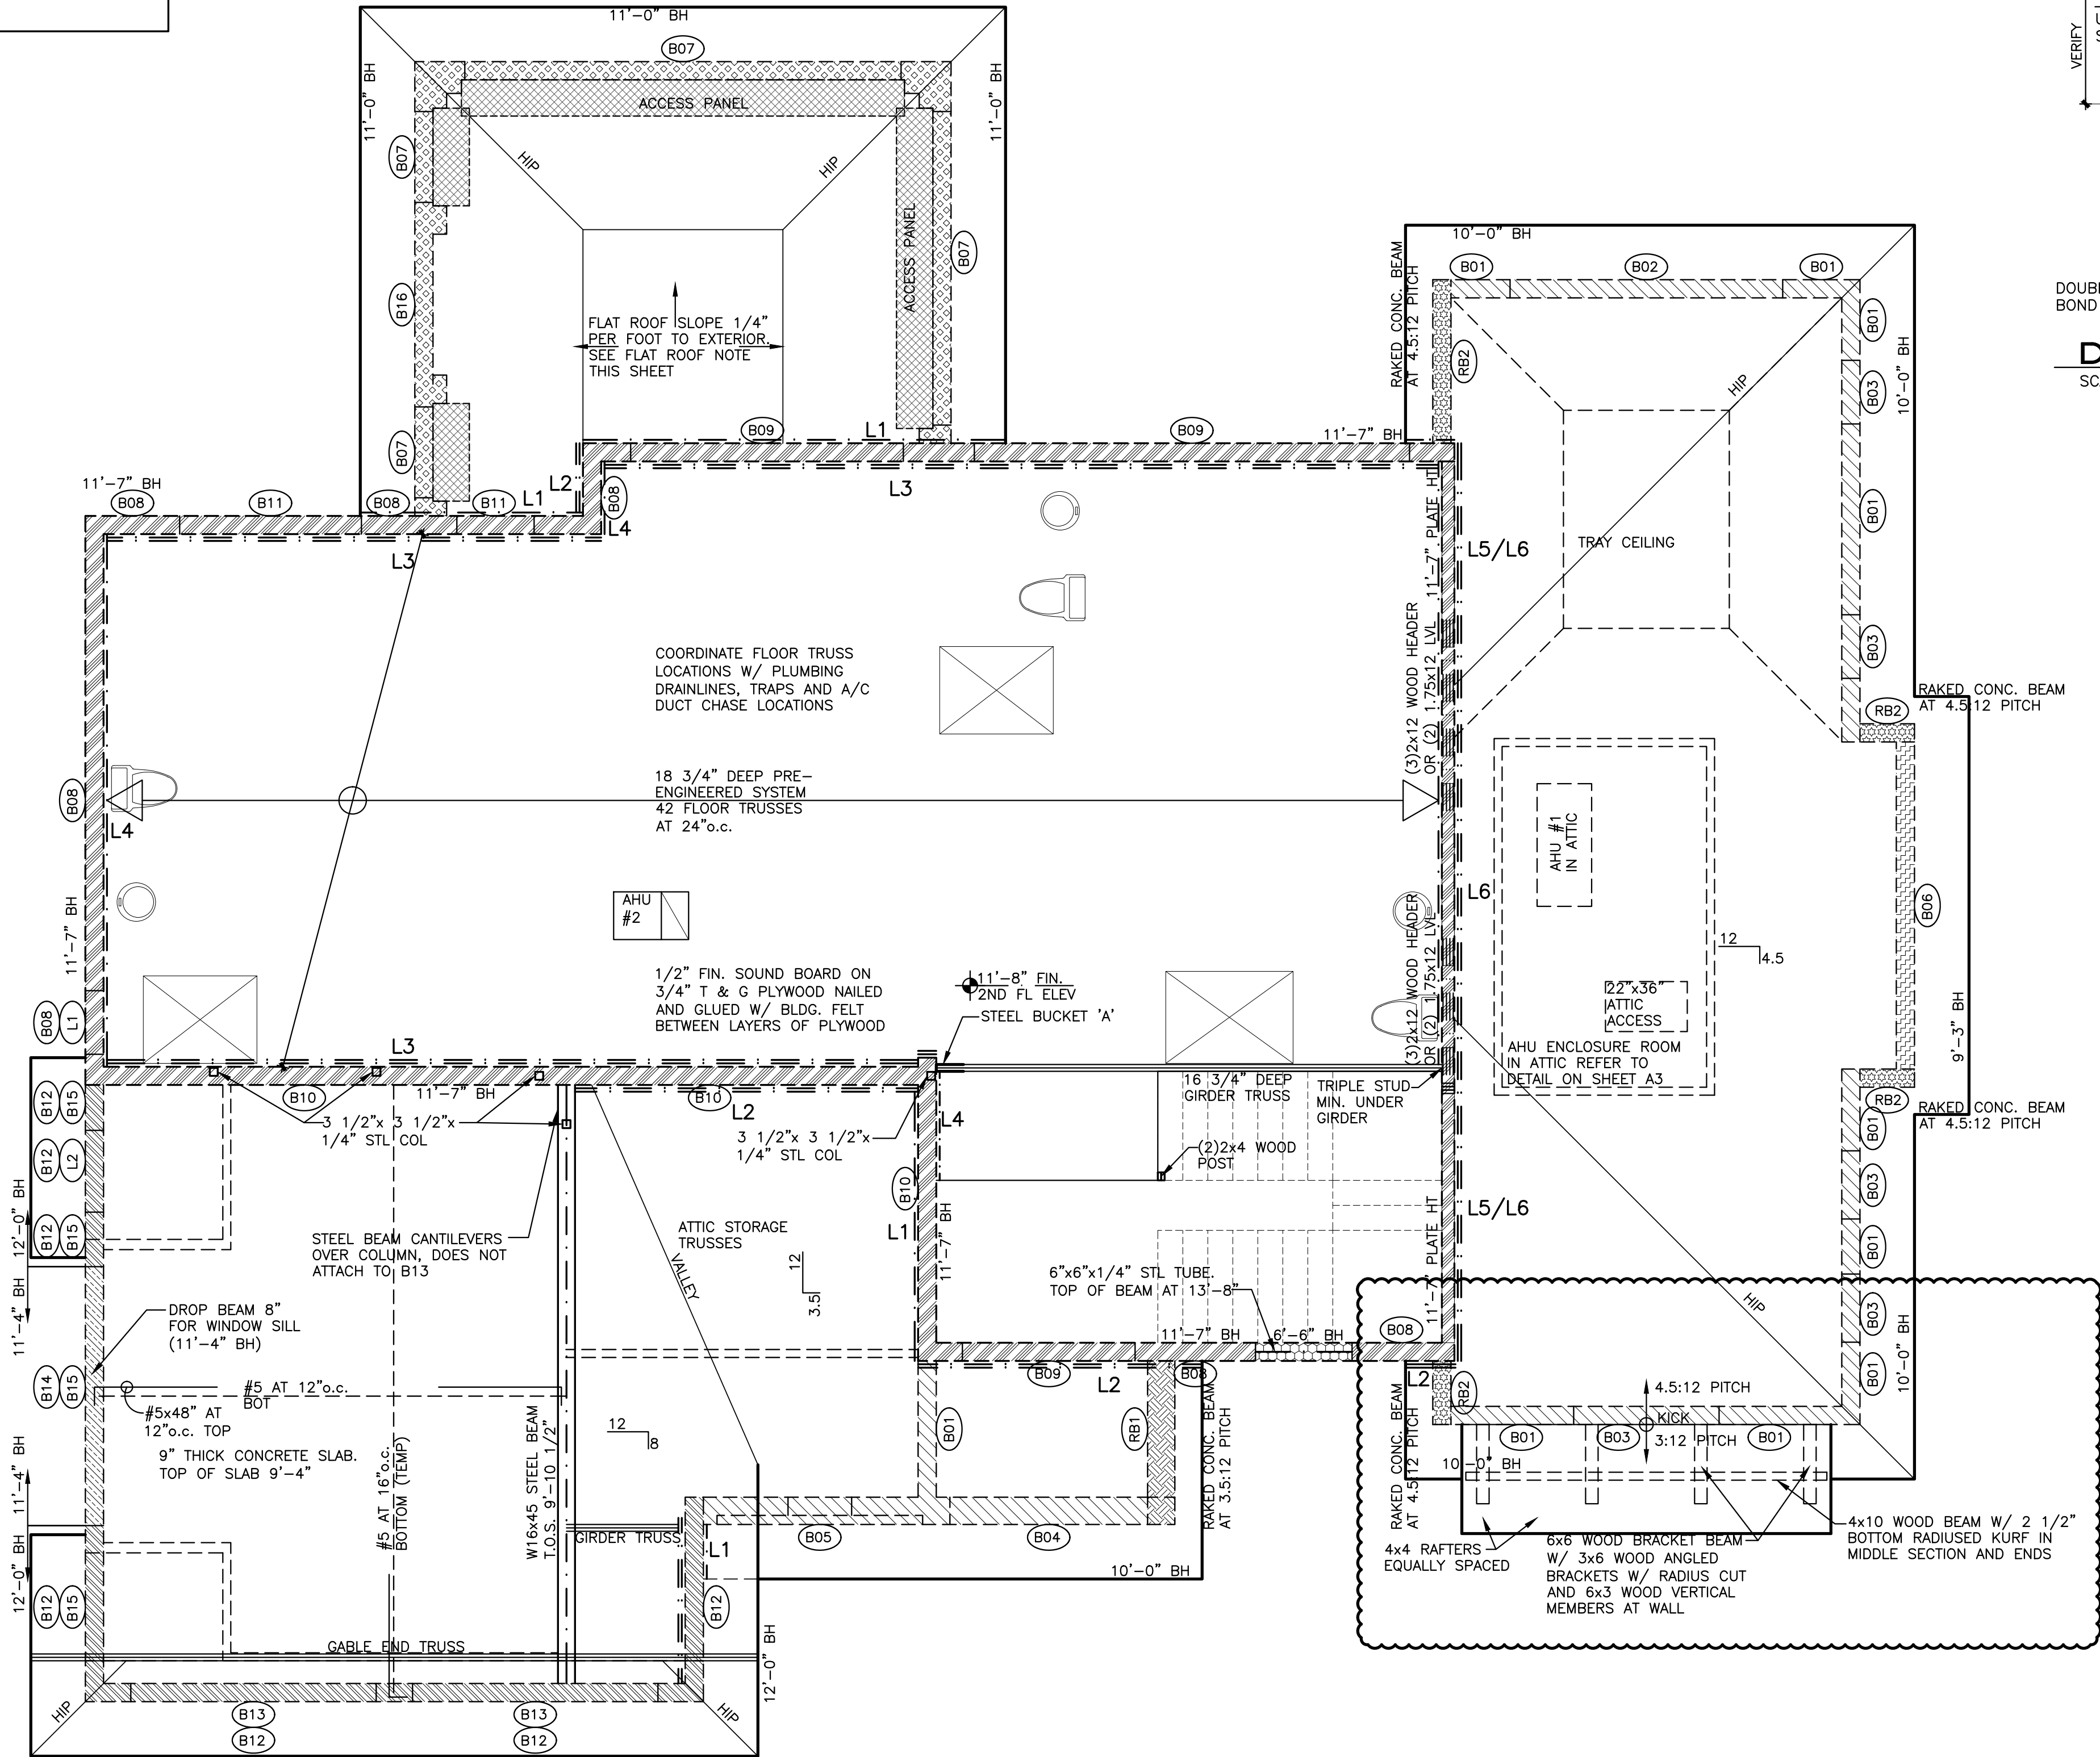 11'-0" BH
B07
11'-0" BH
11'-0" BH
ACCESS PANEL
B07
HIP
HIP
ACCESS PANEL
B07
B16
FLAT ROOF SLOPE 1/4"
PER FOOT TO EXTERIOR.
SEE FLAT ROOF NOTE
THIS SHEET
B07
B09
L1
B09
11'-7" BH
VERIFY
DOUB
BOND
D
SC
10'-0" BH
RAKED CONC. BEAM
AT 4.5:12 PITCH
B01
B02
B01
RB2
B01
HIP
B03
10'-0" BH
B01
TRAY CEILING
B03
11'-7" BH
B08
B11
B08
B11
L1
L2
B08
L4
L3
L3
11'-7" PLATE HT
L5/L6
(3)2x12 WOOD HEADER
OR (2) 1.75x12 LVL
COORDINATE FLOOR TRUSS
LOCATIONS W/ PLUMBING
DRAINLINES, TRAPS AND A/C
DUCT CHASE LOCATIONS
18 3/4" DEEP PRE-
ENGINEERED SYSTEM
42 FLOOR TRUSSES
AT 24"o.c.
B08
L4
11'-7" BH
AHU
#2
1/2" FIN. SOUND BOARD ON
3/4" T & G PLYWOOD NAILED
AND GLUED W/ BLDG. FELT
BETWEEN LAYERS OF PLYWOOD
11'-8" FIN.
2ND FL ELEV
STEEL BUCKET 'A'
(3)2x12 WOOD HEADER
OR (2) 1.75x12 LVL
L6
RAKED CONC. BEAM
AT 4.5:12 PITCH
RB2
AHU #1
IN ATTIC
B06
12
4.5
22"x36"
ATTIC
ACCESS
AHU ENCLOSURE ROOM
IN ATTIC REFER TO
DETAIL ON SHEET A3
9'-3" BH
RB2
RAKED CONC. BEAM
AT 4.5:12 PITCH
B08
L1
L3
B10
11'-7" BH
B10
L2
3 1/2"x 3 1/2"x
1/4" STL COL
3 1/2"x 3 1/2"x
1/4" STL COL
16 3/4" DEEP
GIRDER TRUSS
TRIPLE STUD
MIN. UNDER
GIRDER
L4
(2)2x4 WOOD
POST
B12
B15
B12
L2
B12
B15
12'-0" BH
11'-4" BH
STEEL BEAM CANTILEVERS
OVER COLUMN, DOES NOT
ATTACH TO B13
ATTIC STORAGE
TRUSSES
VALLEY
12
3.5
B10
L1
11'-7" BH
6"x6"x1/4" STL TUBE.
TOP OF BEAM AT 13'-8"
11'-7" BH
6'-6" BH
B08
11'-7" PLATE HT
L5/L6
B01
B03
B01
B03
B01
10'-0" BH
HIP
DROP BEAM 8"
FOR WINDOW SILL
(11'-4" BH)
B14
B15
#5 AT 12"o.c.
BOT
#5x48" AT
12"o.c. TOP
9" THICK CONCRETE SLAB.
TOP OF SLAB 9'-4"
#5 AT 16"o.c.
BOTTOM (TEMP)
W16x45 STEEL BEAM
T.O.S. 9'-10 1/2"
12
8
B09
L2
B08
B01
RB1
RAKED CONC. BEAM
AT 3.5:12 PITCH
L2
RB2
RAKED CONC. BEAM
AT 4.5:12 PITCH
4.5:12 PITCH
KICK
3:12 PITCH
B01
B03
B01
10'-0" BH
4x4 RAFTERS
EQUALLY SPACED
6x6 WOOD BRACKET BEAM
W/ 3x6 WOOD ANGLED
BRACKETS W/ RADIUS CUT
AND 6x3 WOOD VERTICAL
MEMBERS AT WALL
4x10 WOOD BEAM W/ 2 1/2"
BOTTOM RADIUSED KURF IN
MIDDLE SECTION AND ENDS
11'-4" BH
12'-0" BH
B12
B15
GIRDER TRUSS
L1
B05
B04
10'-0" BH
B12
12'-0" BH
GABLE END TRUSS
HIP
HIP
B13
B12
B13
B12